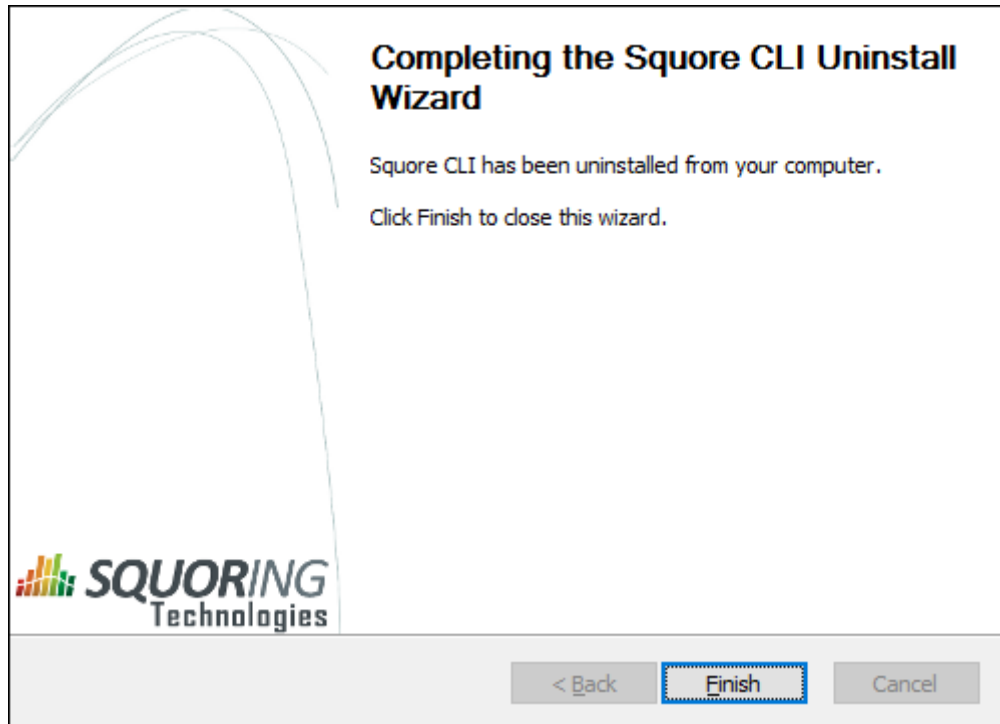 Completing the Squore CLI Uninstall
Wizard
Squore CLI has been uninstalled from your computer.
Click Finish to close this wizard.
SQUORING
Technologies
< Back
Finish
Cancel